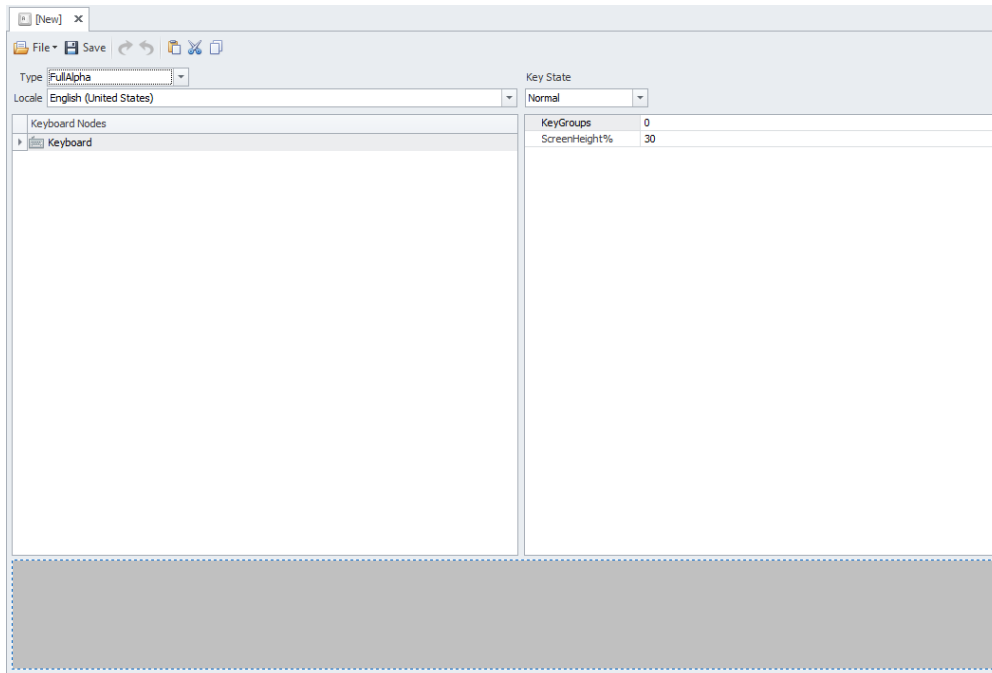 [New]
File Save
Type FullAlpha Key State
Locale English (United States) Normal
Keyboard Nodes KeyGroups 0
Keyboard ScreenHeight% 30